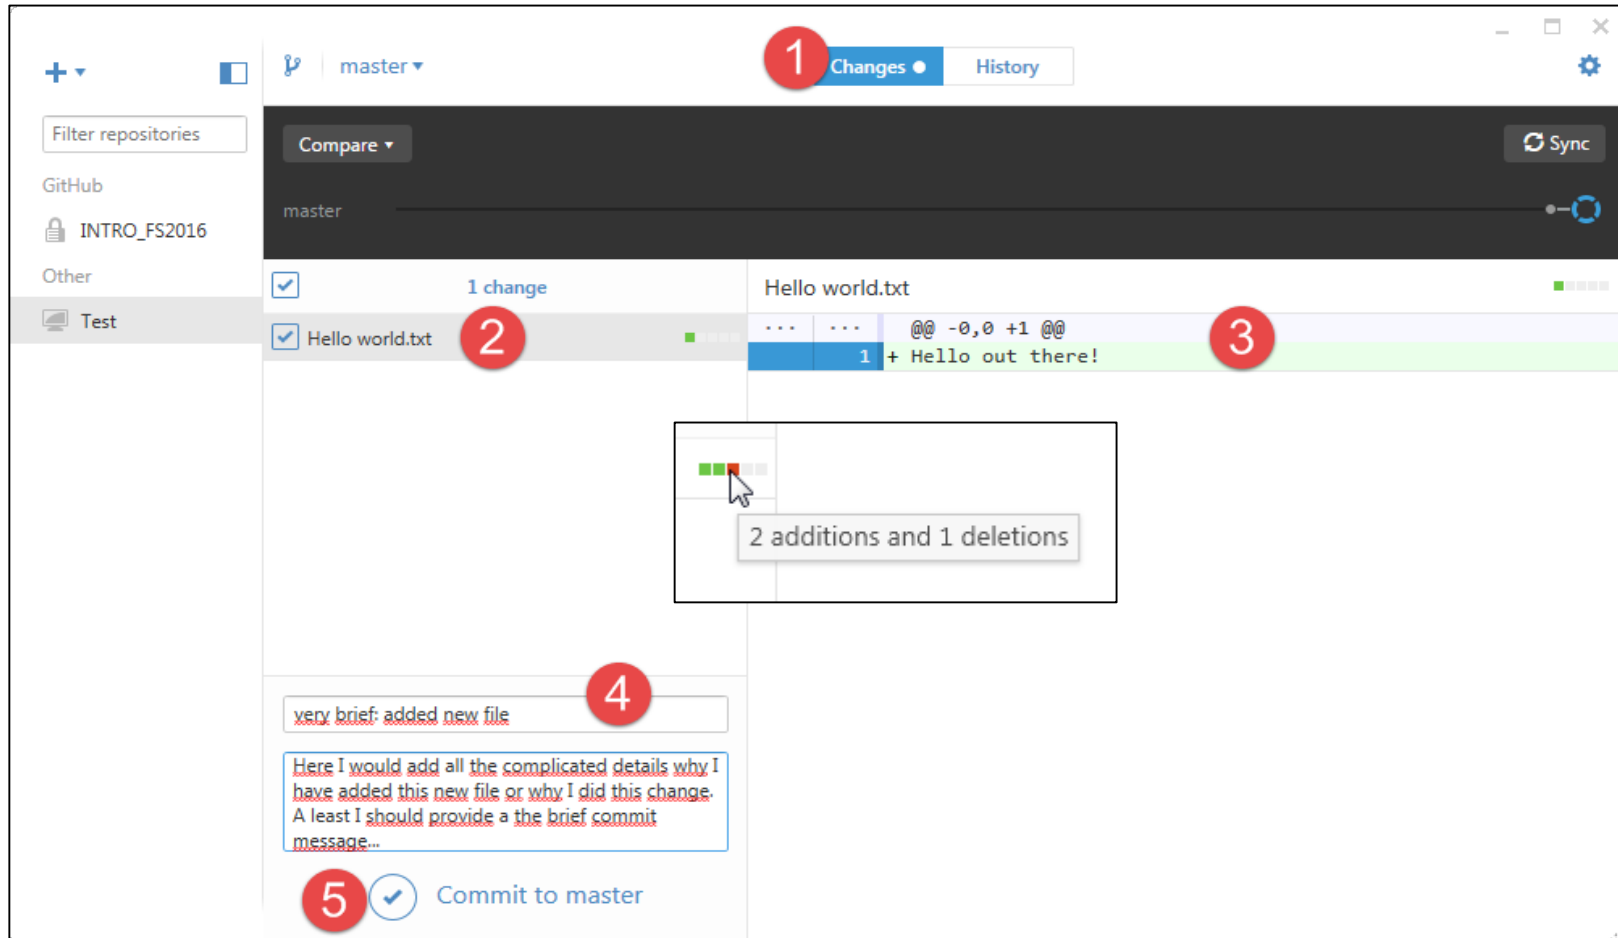 master
1
Changes
History
Filter repositories
Compare
Sync
GitHub
master
INTRO_FS2016
Other
1 change
Hello world.txt
Test
Hello world.txt
2
... ... @@ -0,0 +1 @@
3
1 + Hello out there!
2 additions and 1 deletions
4
very brief: added new file
Here I would add all the complicated details why I
have added this new file or why I did this change.
A least I should provide a the brief commit
message...
5
Commit to master